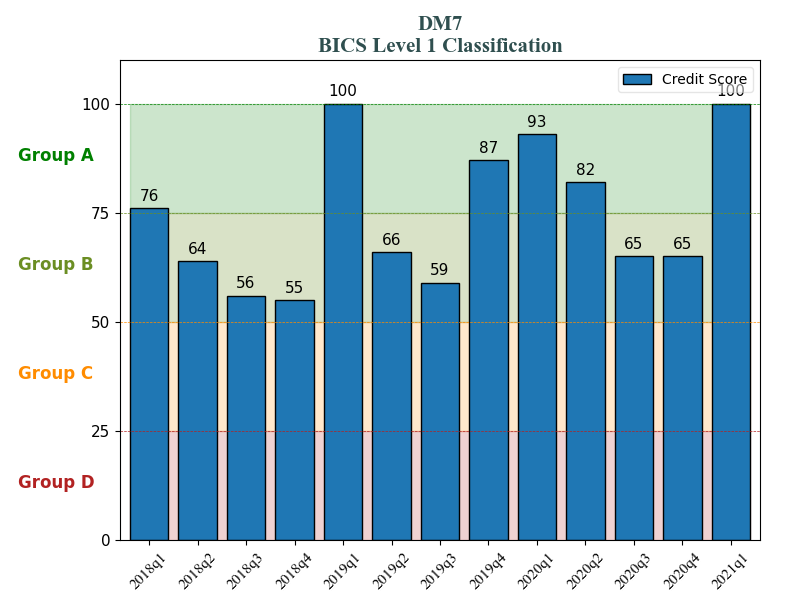 DM7
BICS Level 1 Classification
Credit Score
100
75
50
25
0
Group A
Group B
Group C
Group D
76
64
56
55
100
66
59
87
93
82
65
65
100
2018q1
2018q2
2018q3
2018q4
2019q1
2019q2
2019q3
2019q4
2020q1
2020q2
2020q3
2020q4
2021q1